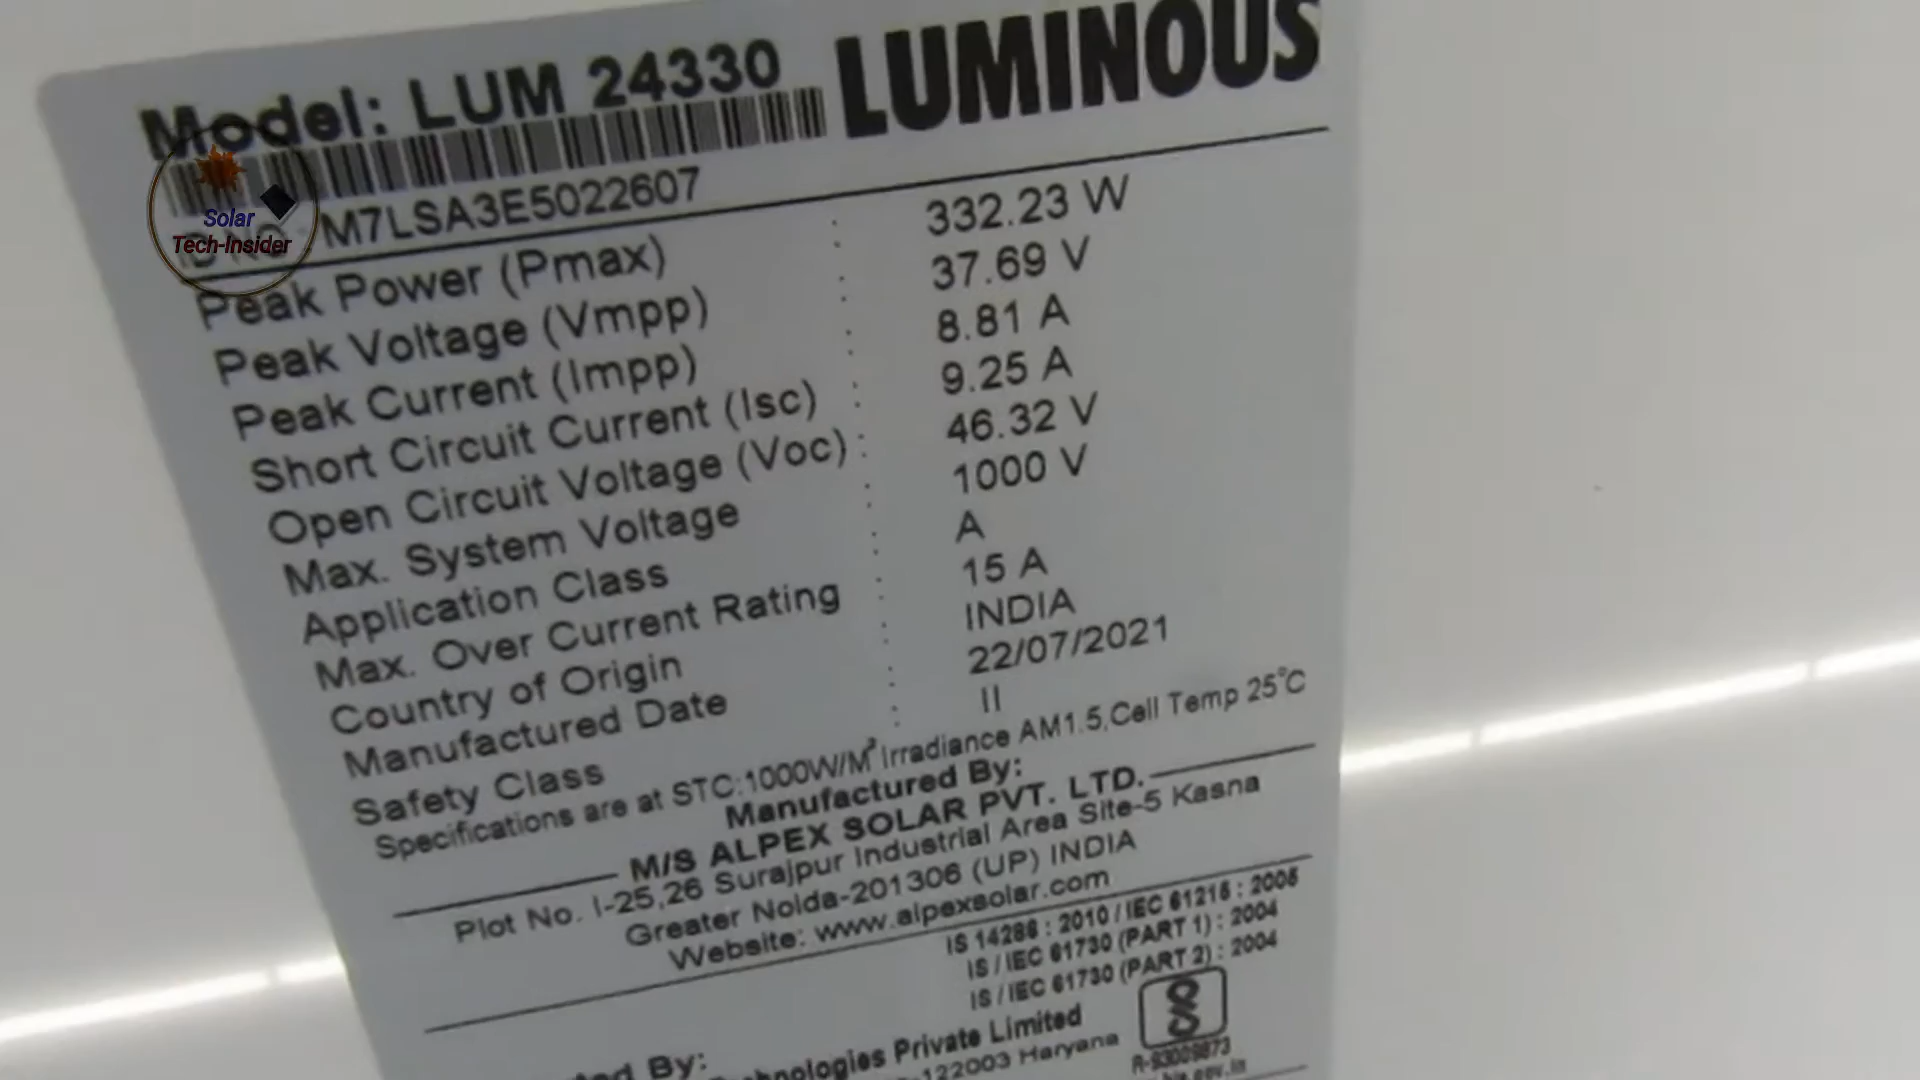 Model: LUM 24330
LUMINOUS
Solar
Tech-Insider
M7LSA3E5022607
Peak Power (Pmax) : 332.23 W
Peak Voltage (Vmpp) : 37.69 V
Peak Current (Impp) : 8.81 A
Short Circuit Current (Isc) : 9.25 A
Open Circuit Voltage (Voc) : 46.32 V
Max. System Voltage : 1000 V
Application Class : A
Max. Over Current Rating : 15 A
Country of Origin : INDIA
Manufactured Date : 22/07/2021
Safety Class : II
Specifications are at STC:1000W/M² Irradiance AM1.5,Cell Temp 25°C
Manufactured By:
M/S ALPEX SOLAR PVT. LTD.
Plot No. I-25,26 Surajpur Industrial Area Site-5 Kasna
Greater Noida-201306 (UP) INDIA
Website: www.alpexsolar.com
IS 14286 : 2010 / IEC 61215 : 2005
IS / IEC 61730 (PART 1) : 2004
IS / IEC 61730 (PART 2) : 2004
By:
Private Limited
122003 Haryana